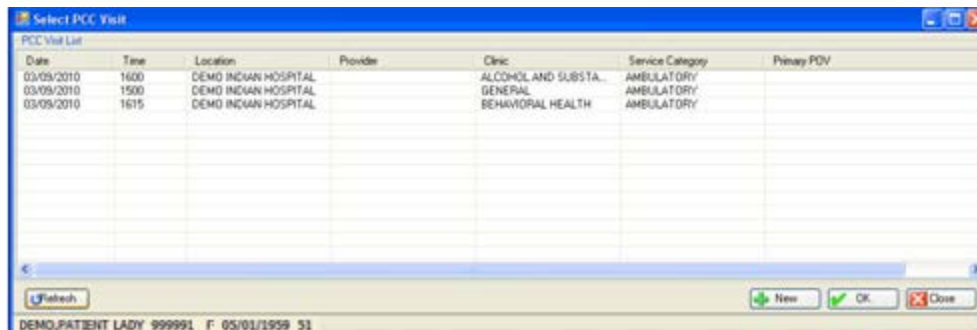 Select PCC Visit
PCC Visit List
Date Time Location Provider Clinic Service Category Primary POV
03/09/2010 1600 DEMO INDIAN HOSPITAL ALCOHOL AND SUBSTA... AMBULATORY
03/09/2010 1500 DEMO INDIAN HOSPITAL GENERAL AMBULATORY
03/09/2010 1615 DEMO INDIAN HOSPITAL BEHAVIORAL HEALTH AMBULATORY
Refresh New OK Close
DEMO,PATIENT LADY 999991 F 05/01/1959 51